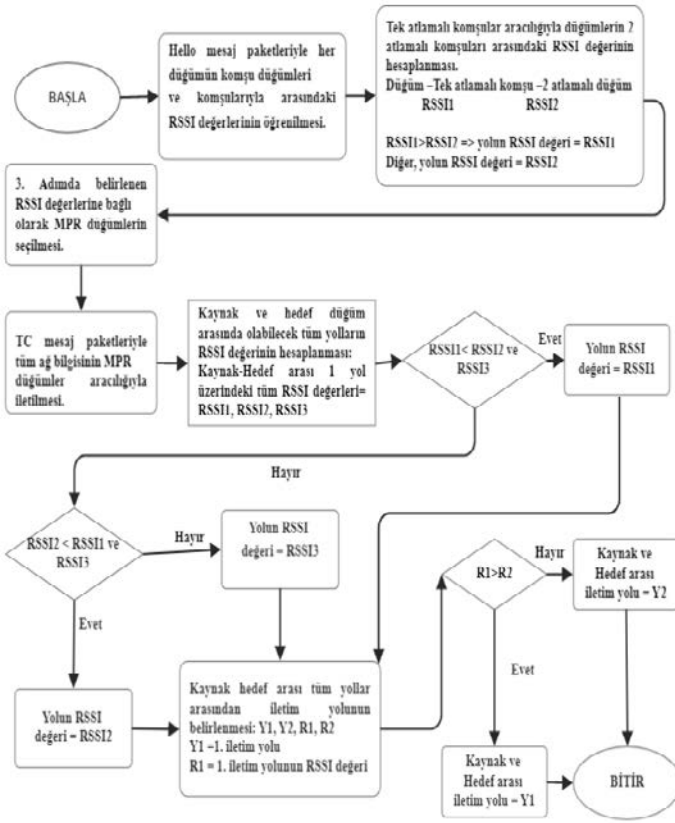 BAŞLA
Hello mesaj paketleriyle her
düğümün komşu düğümleri
ve komşularıyla arasındaki
RSSI değerlerinin öğrenilmesi.
Tek atlamalı komşular aracılığıyla düğümlerin 2
atlamalı komşuları arasındaki RSSI değerinin
hesaplanması.
Düğüm –Tek atlamalı komşu –2 atlamalı düğüm
RSSI1 RSSI2
RSSI1>RSSI2 => yolun RSSI değeri = RSSI1
Diğer, yolun RSSI değeri = RSSI2
3. Adımda belirlenen
RSSI değerlerine bağlı
olarak MPR düğümlerin
seçilmesi.
TC mesaj paketleriyle
tüm ağ bilgisinin MPR
düğümler aracılığıyla
iletilmesi.
Kaynak ve hedef düğüm
arasında olabilecek tüm yolların
RSSI değerinin hesaplanması:
Kaynak-Hedef arası 1 yol
üzerindeki tüm RSSI değerleri=
RSSI1, RSSI2, RSSI3
RSSI1< RSSI2 ve
RSSI3
Evet
Yolun RSSI
değeri = RSSI1
Hayır
RSSI2 < RSSI1 ve
RSSI3
Hayır
Yolun RSSI
değeri = RSSI3
Evet
Yolun RSSI
değeri = RSSI2
Kaynak hedef arası tüm yollar
arasından iletim yolunun
belirlenmesi: Y1, Y2, R1, R2
Y1 –1. iletim yolu
R1 = 1. iletim yolunun RSSI değeri
R1>R2
Hayır
Kaynak ve
Hedef arası
iletim yolu = Y2
Evet
Kaynak ve
Hedef arası
iletim yolu = Y1
BİTİR